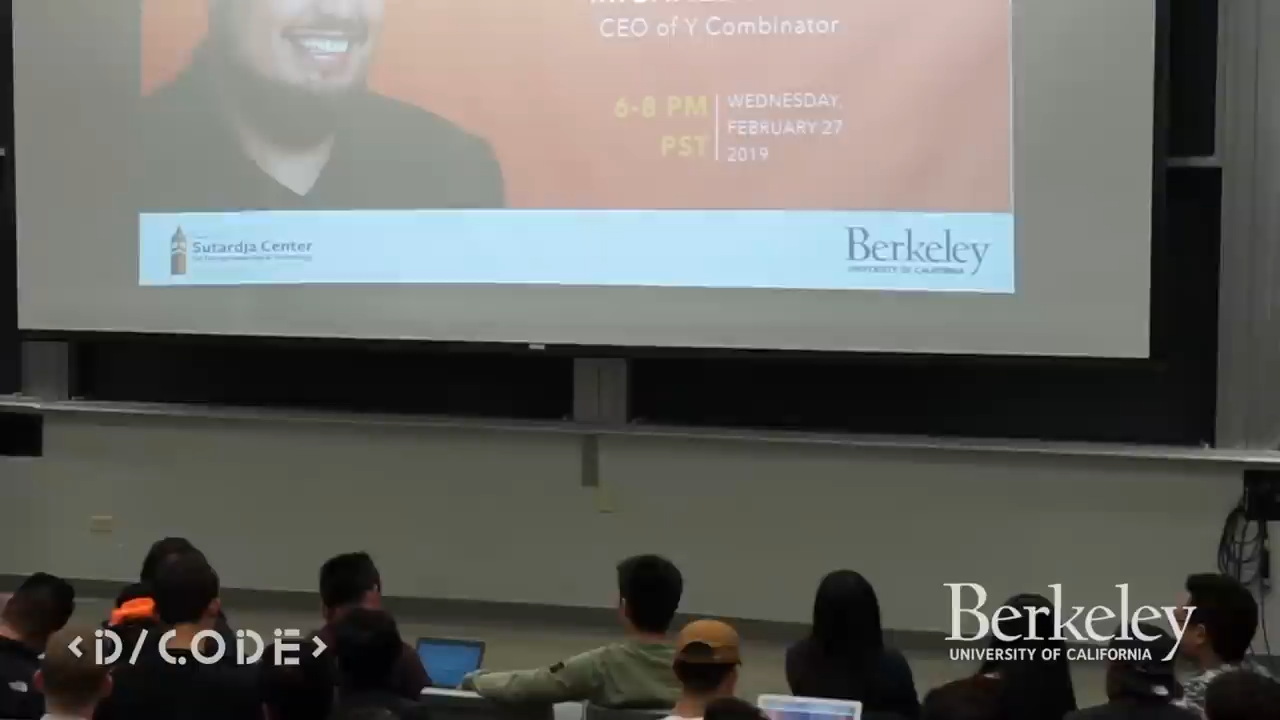 CEO of Y Combinator
6-8 PM
PST
WEDNESDAY,
FEBRUARY 27
2019
Sutardja Center
Berkeley
UNIVERSITY OF CALIFORNIA
<D/CODE>
Berkeley
UNIVERSITY OF CALIFORNIA